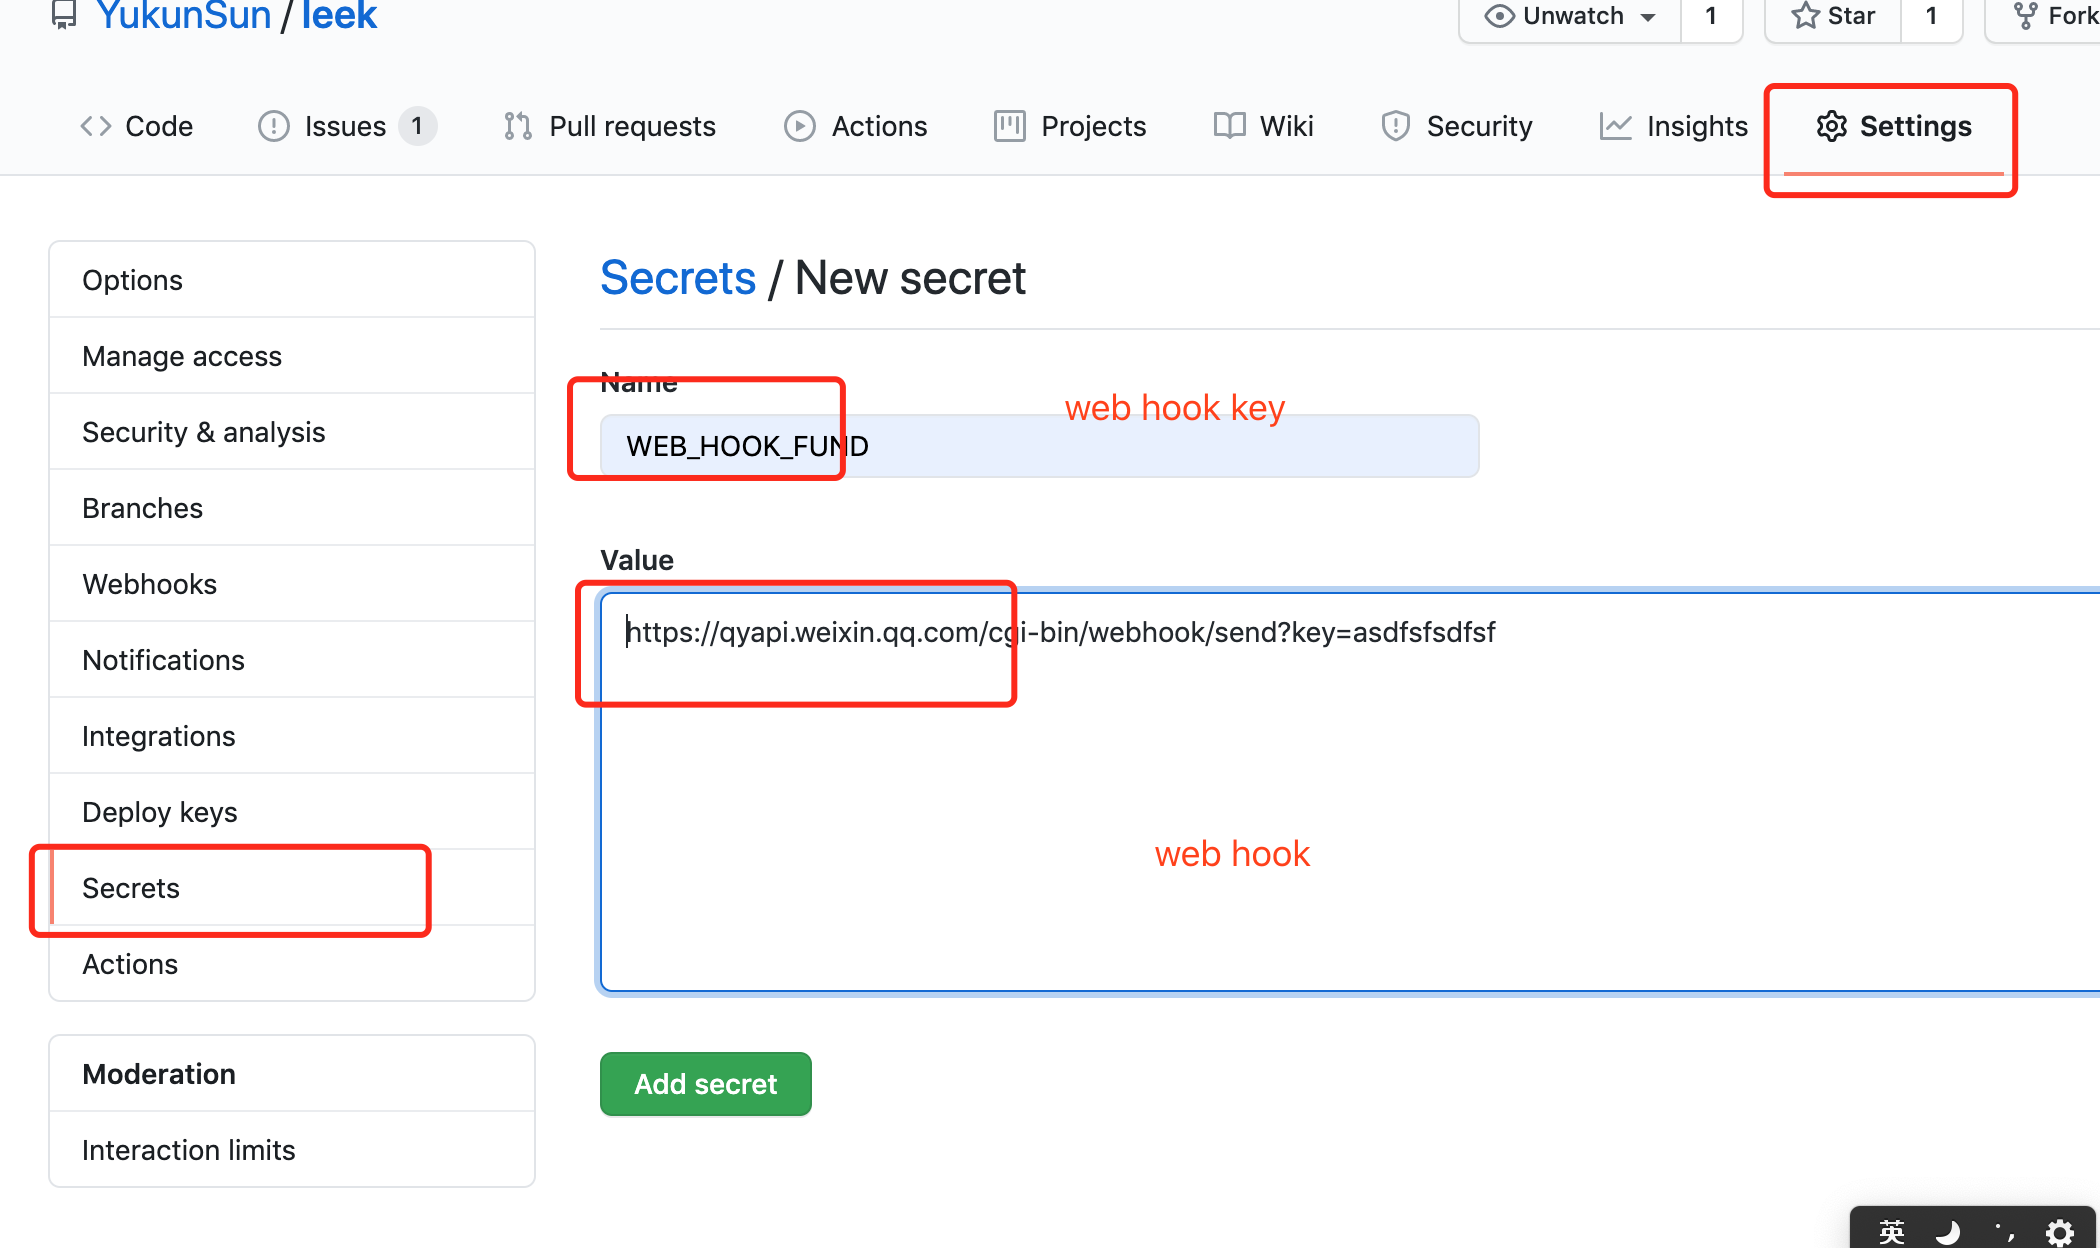 YukunSun / leek
Unwatch 1 Star 1 Fork
Code Issues 1 Pull requests Actions Projects Wiki Security Insights Settings
Options
Manage access
Security & analysis
Branches
Webhooks
Notifications
Integrations
Deploy keys
Secrets
Actions
Moderation
Interaction limits
Secrets / New secret
Name
web hook key
WEB_HOOK_FUND
Value
https://qyapi.weixin.qq.com/cgi-bin/webhook/send?key=asdfsfsdfsf
web hook
Add secret
英